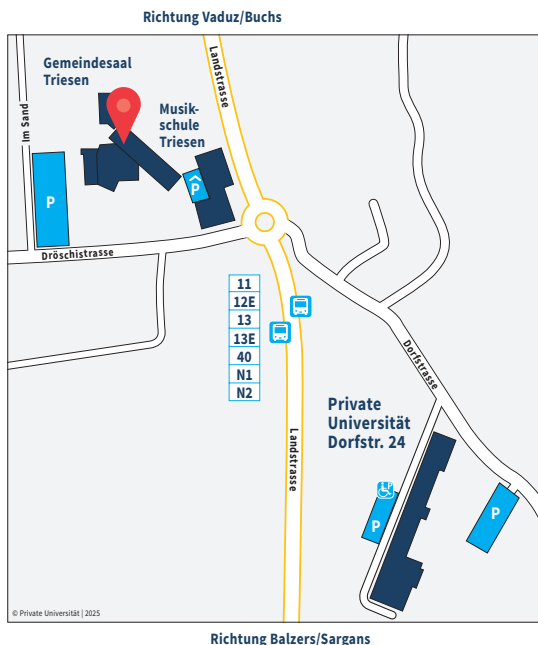 Richtung Vaduz/Buchs
Gemeindesaal
Triesen
Landstrasse
Im Sand
Musik-
schule
Triesen
P
P
Dröschistrasse
11
12E
13
13E
40
N1
N2
Dorfstrasse
Private
Universität
Dorfstr. 24
Landstrasse
P
P
P
© Private Universität | 2025
Richtung Balzers/Sargans